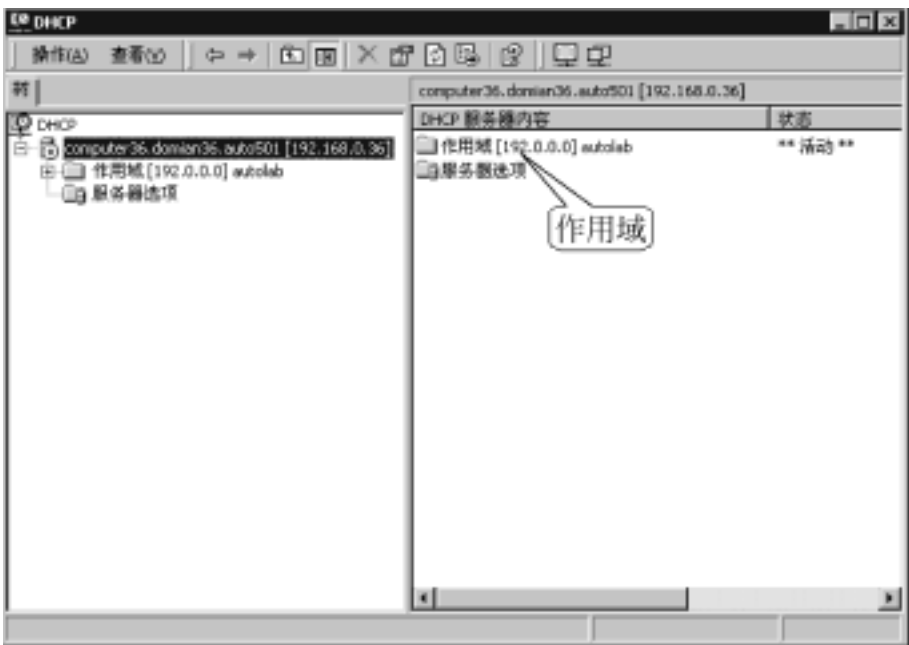 DHCP
操作(A) 查看(V)
computer36.domian36.auto501 [192.168.0.36]
DHCP
computer36.domian36.auto501 [192.168.0.36]
作用域 [192.0.0.0] autolab
服务器选项
DHCP 服务器内容 状态
作用域 [192.0.0.0] autolab ** 活动 **
服务器选项
作用域